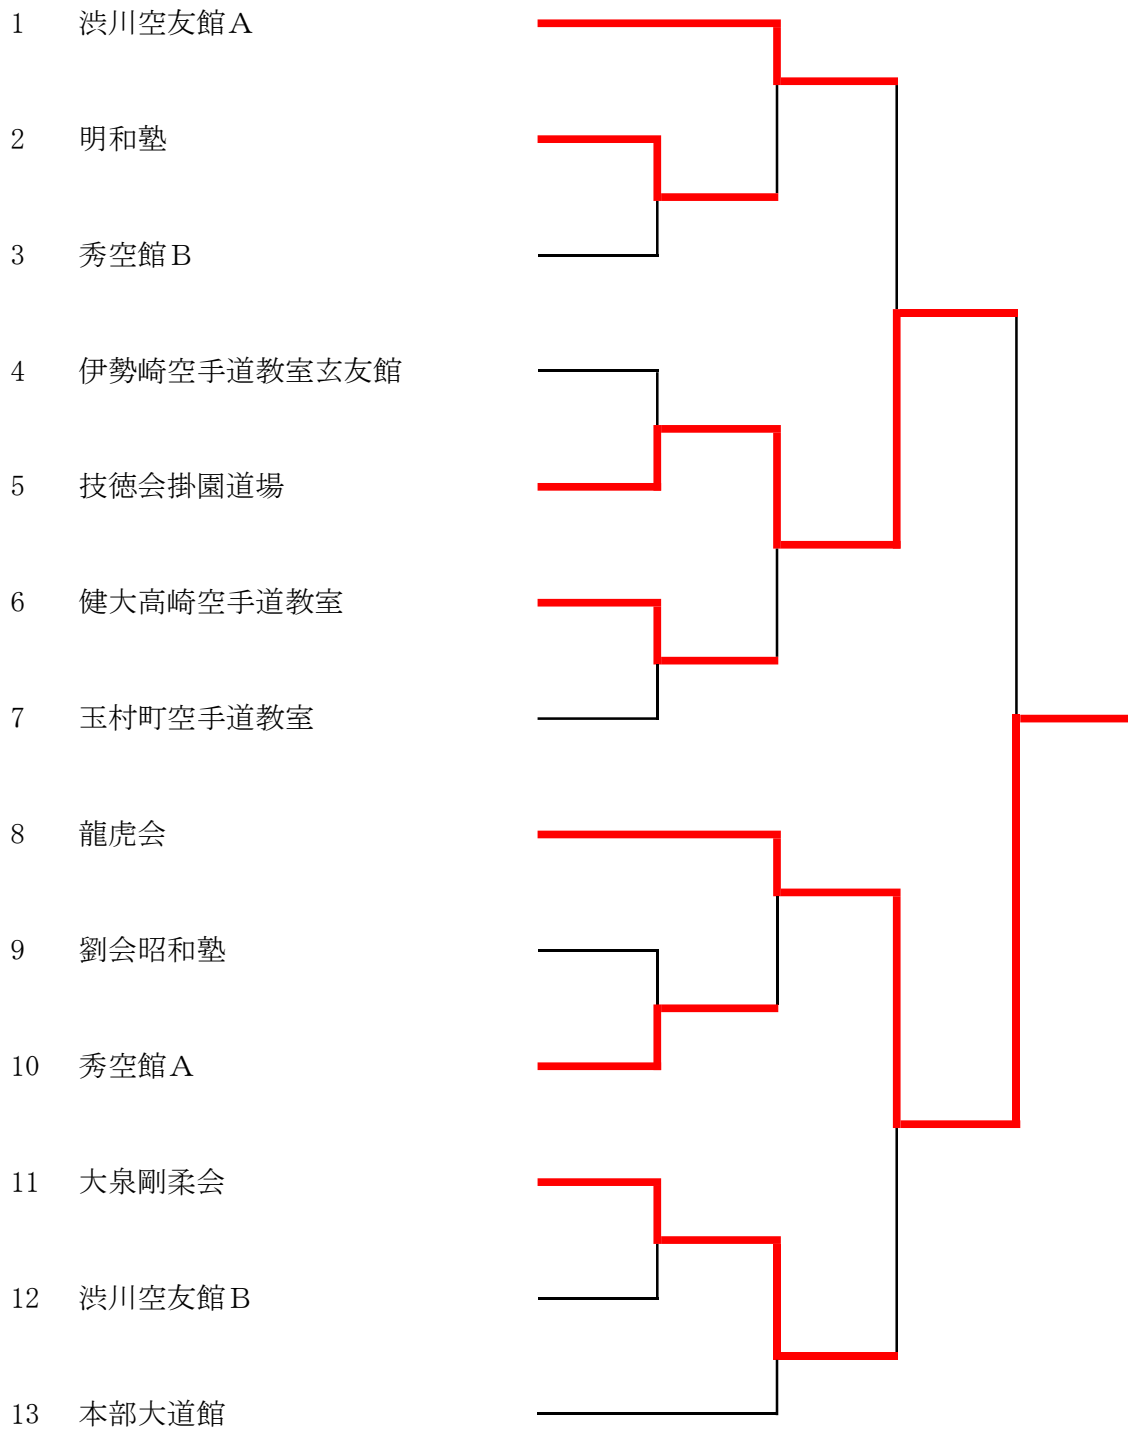 1 渋川空友館Ａ
2 明和塾
3 秀空館Ｂ
4 伊勢崎空手道教室玄友館
5 技徳会掛園道場
6 健大高崎空手道教室
7 玉村町空手道教室
8 龍虎会
9 劉会昭和塾
10 秀空館Ａ
11 大泉剛柔会
12 渋川空友館Ｂ
13 本部大道館